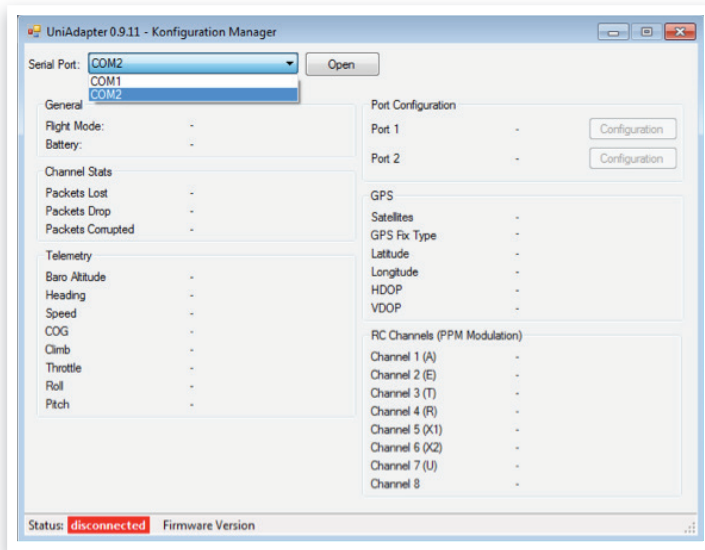 UniAdapter 0.9.11 - Konfiguration Manager
Serial Port: COM2 Open
COM1
COM2
General
Flight Mode: -
Battery: -
Channel Stats
Packets Lost -
Packets Drop -
Packets Corrupted -
Telemetry
Baro Altitude -
Heading -
Speed -
COG -
Climb -
Throttle -
Roll -
Pitch -
Port Configuration
Port 1 - Configuration
Port 2 - Configuration
GPS
Satellites -
GPS Fix Type -
Latitude -
Longitude -
HDOP -
VDOP -
RC Channels (PPM Modulation)
Channel 1 (A) -
Channel 2 (E) -
Channel 3 (T) -
Channel 4 (R) -
Channel 5 (X1) -
Channel 6 (X2) -
Channel 7 (U) -
Channel 8 -
Status: disconnected Firmware Version